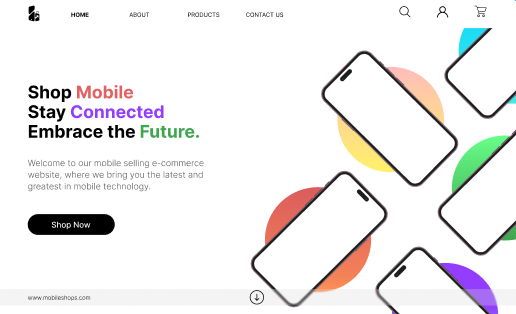 HOME ABOUT PRODUCTS CONTACT US
Shop Mobile
Stay Connected
Embrace the Future.
Welcome to our mobile selling e-commerce
website, where we bring you the latest and
greatest in mobile technology.
Shop Now
www.mobileshops.com